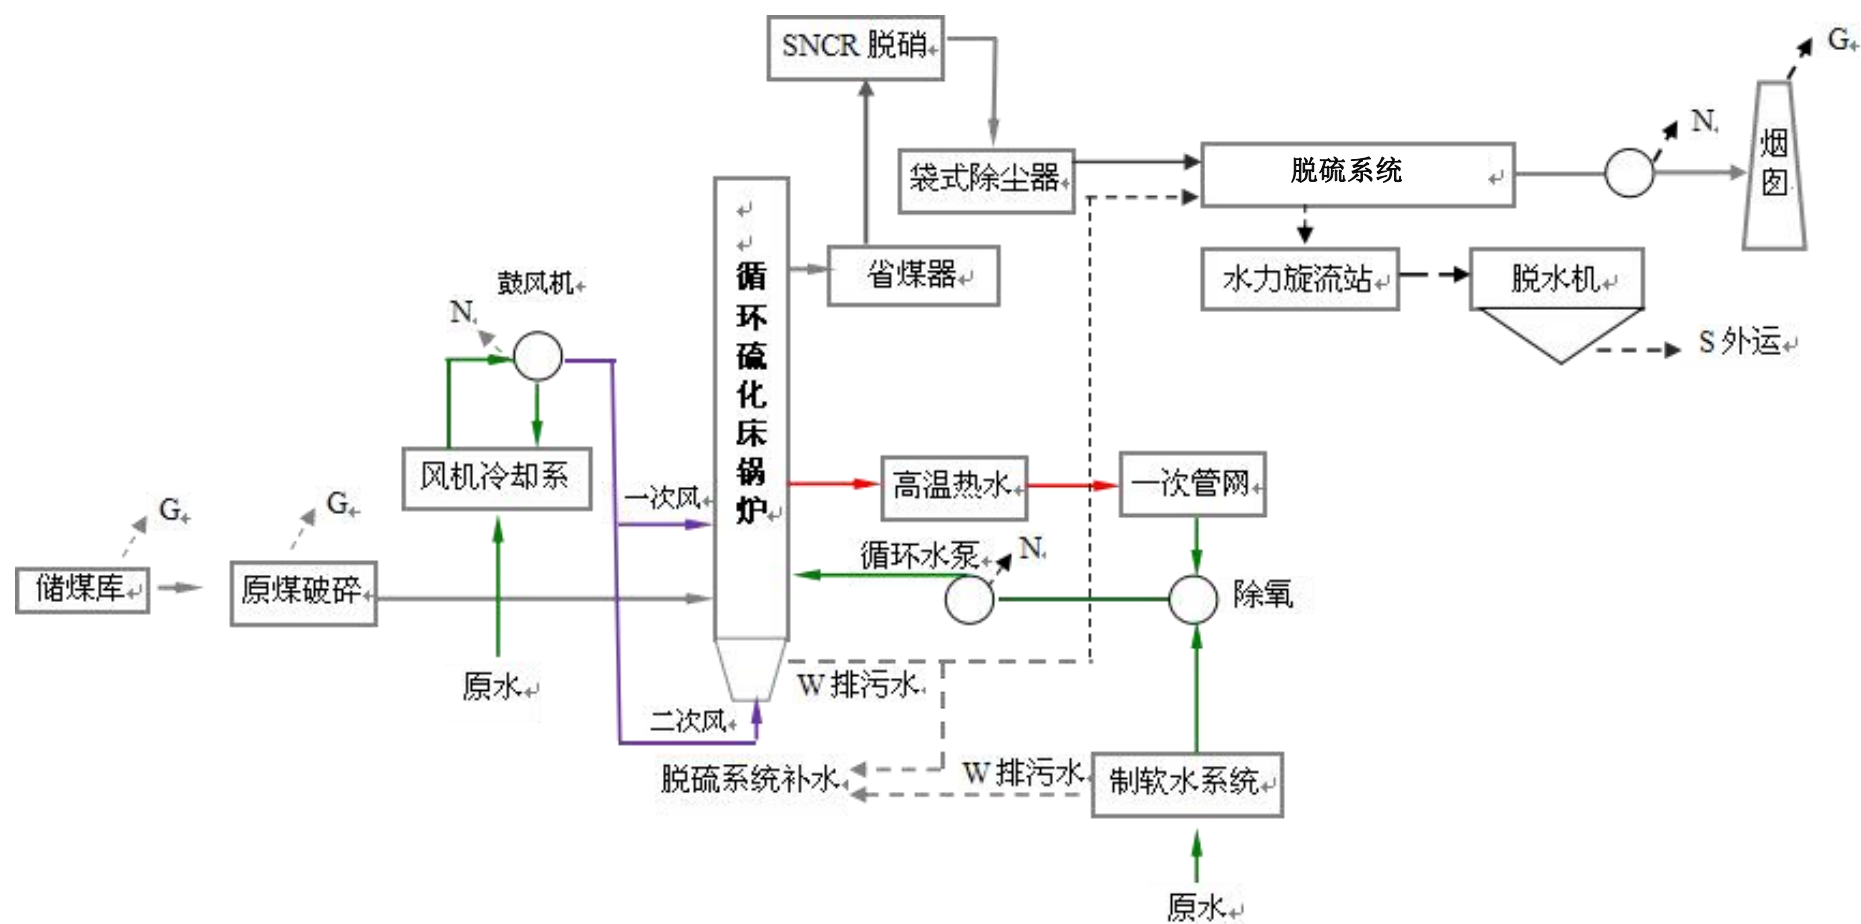 SNCR 脱硝
G
N
烟囱
袋式除尘器
脱硫系统
省煤器
水力旋流站
脱水机
S 外运
鼓风机
N
循环硫化床锅炉
风机冷却系
一次风
高温热水
一次管网
G
G
储煤库
原煤破碎
循环水泵
N
除氧
原水
W 排污水
二次风
脱硫系统补水
W 排污水
制软水系统
原水